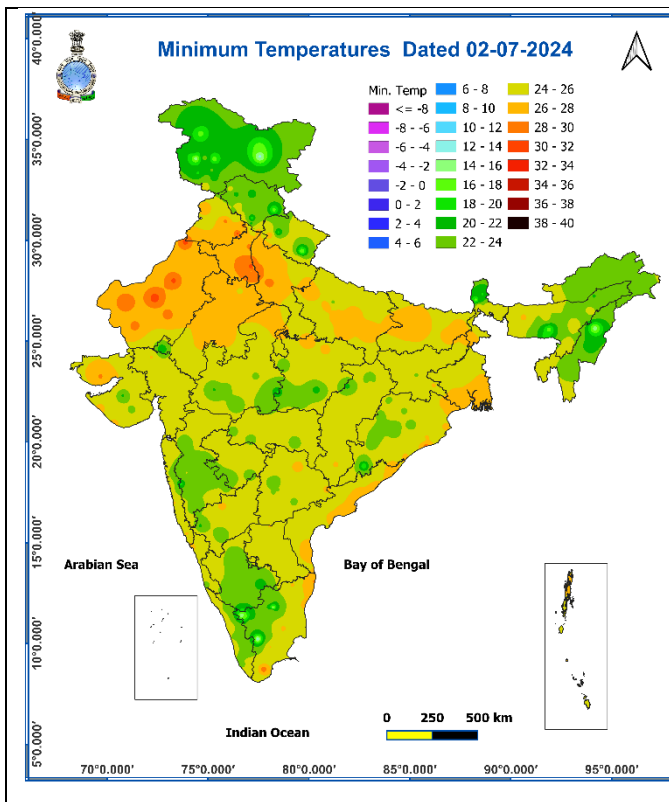 Minimum Temperatures Dated 02-07-2024
Min. Temp
<= -8
-8 - -6
-6 - -4
-4 - -2
-2 - 0
0 - 2
2 - 4
4 - 6
6 - 8
8 - 10
10 - 12
12 - 14
14 - 16
16 - 18
18 - 20
20 - 22
22 - 24
24 - 26
26 - 28
28 - 30
30 - 32
32 - 34
34 - 36
36 - 38
38 - 40
40°0.000'
35°0.000'
30°0.000'
25°0.000'
20°0.000'
15°0.000'
10°0.000'
5°0.000'
Arabian Sea
Bay of Bengal
Indian Ocean
0 250 500 km
70°0.000' 75°0.000' 80°0.000' 85°0.000' 90°0.000' 95°0.000'